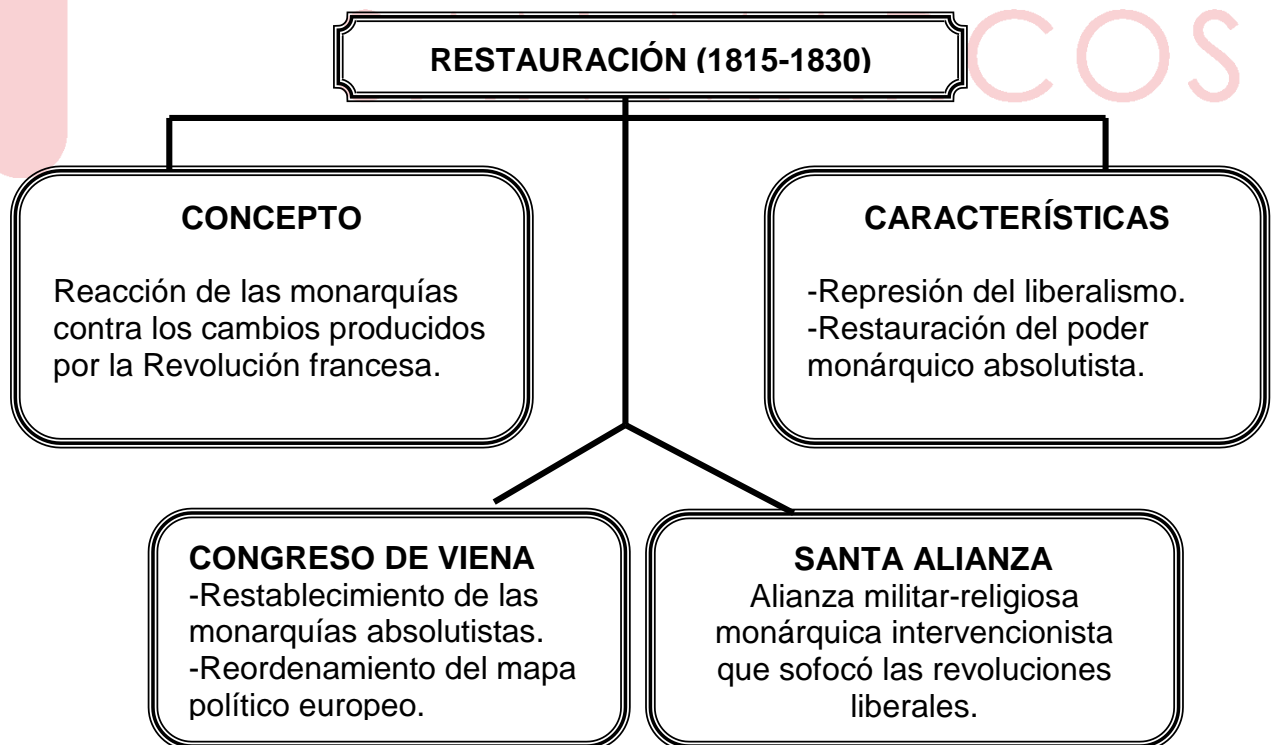 COS
RESTAURACIÓN (1815-1830)
CONCEPTO
Reacción de las monarquías
contra los cambios producidos
por la Revolución francesa.
CARACTERÍSTICAS
-Represión del liberalismo.
-Restauración del poder
monárquico absolutista.
CONGRESO DE VIENA
-Restablecimiento de las
monarquías absolutistas.
-Reordenamiento del mapa
político europeo.
SANTA ALIANZA
Alianza militar-religiosa
monárquica intervencionista
que sofocó las revoluciones
liberales.